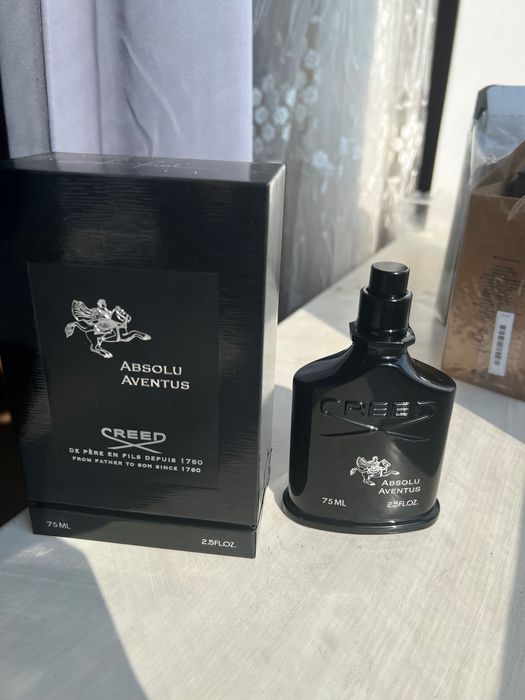 ABSOLU
AVENTUS
CREED
DE PÈRE EN FILS DEPUIS 1760
FROM FATHER TO SON SINCE 1760
75ML
2.5FL.OZ.
CREED
ABSOLU
AVENTUS
75ML
2.5FL.OZ.